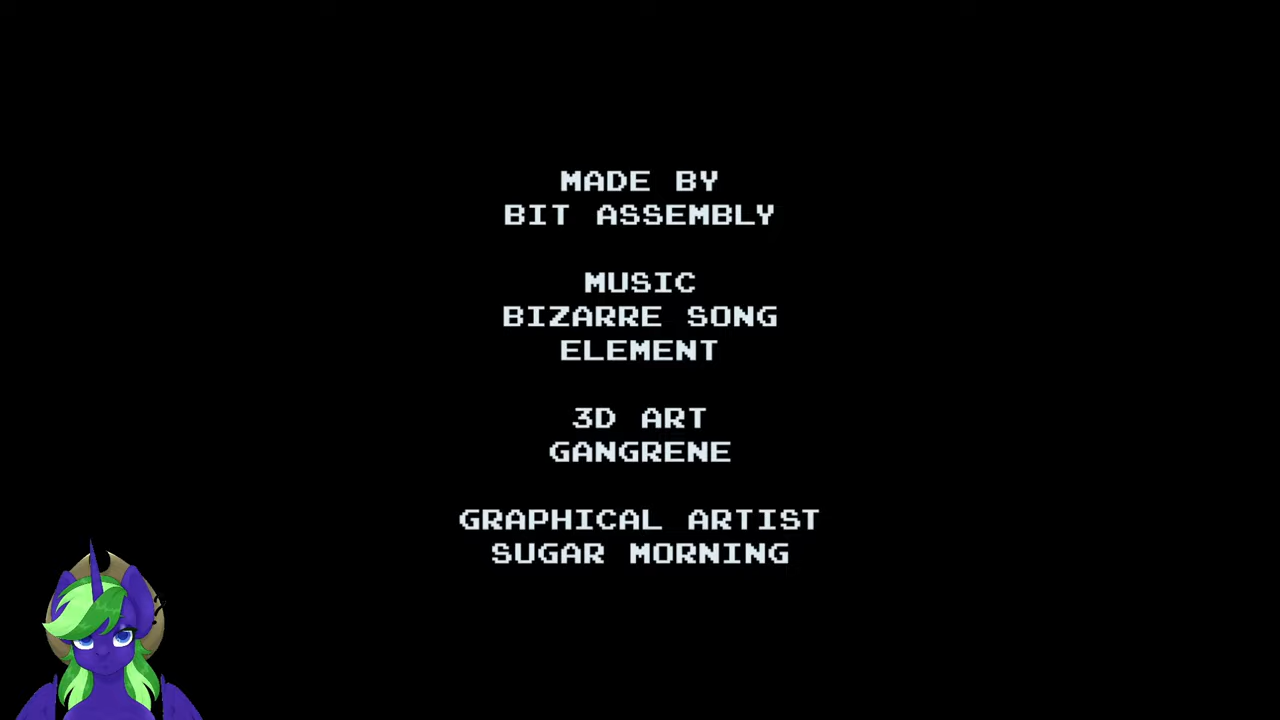 MADE BY
BIT ASSEMBLY
MUSIC
BIZARRE SONG
ELEMENT
3D ART
GANGRENE
GRAPHICAL ARTIST
SUGAR MORNING